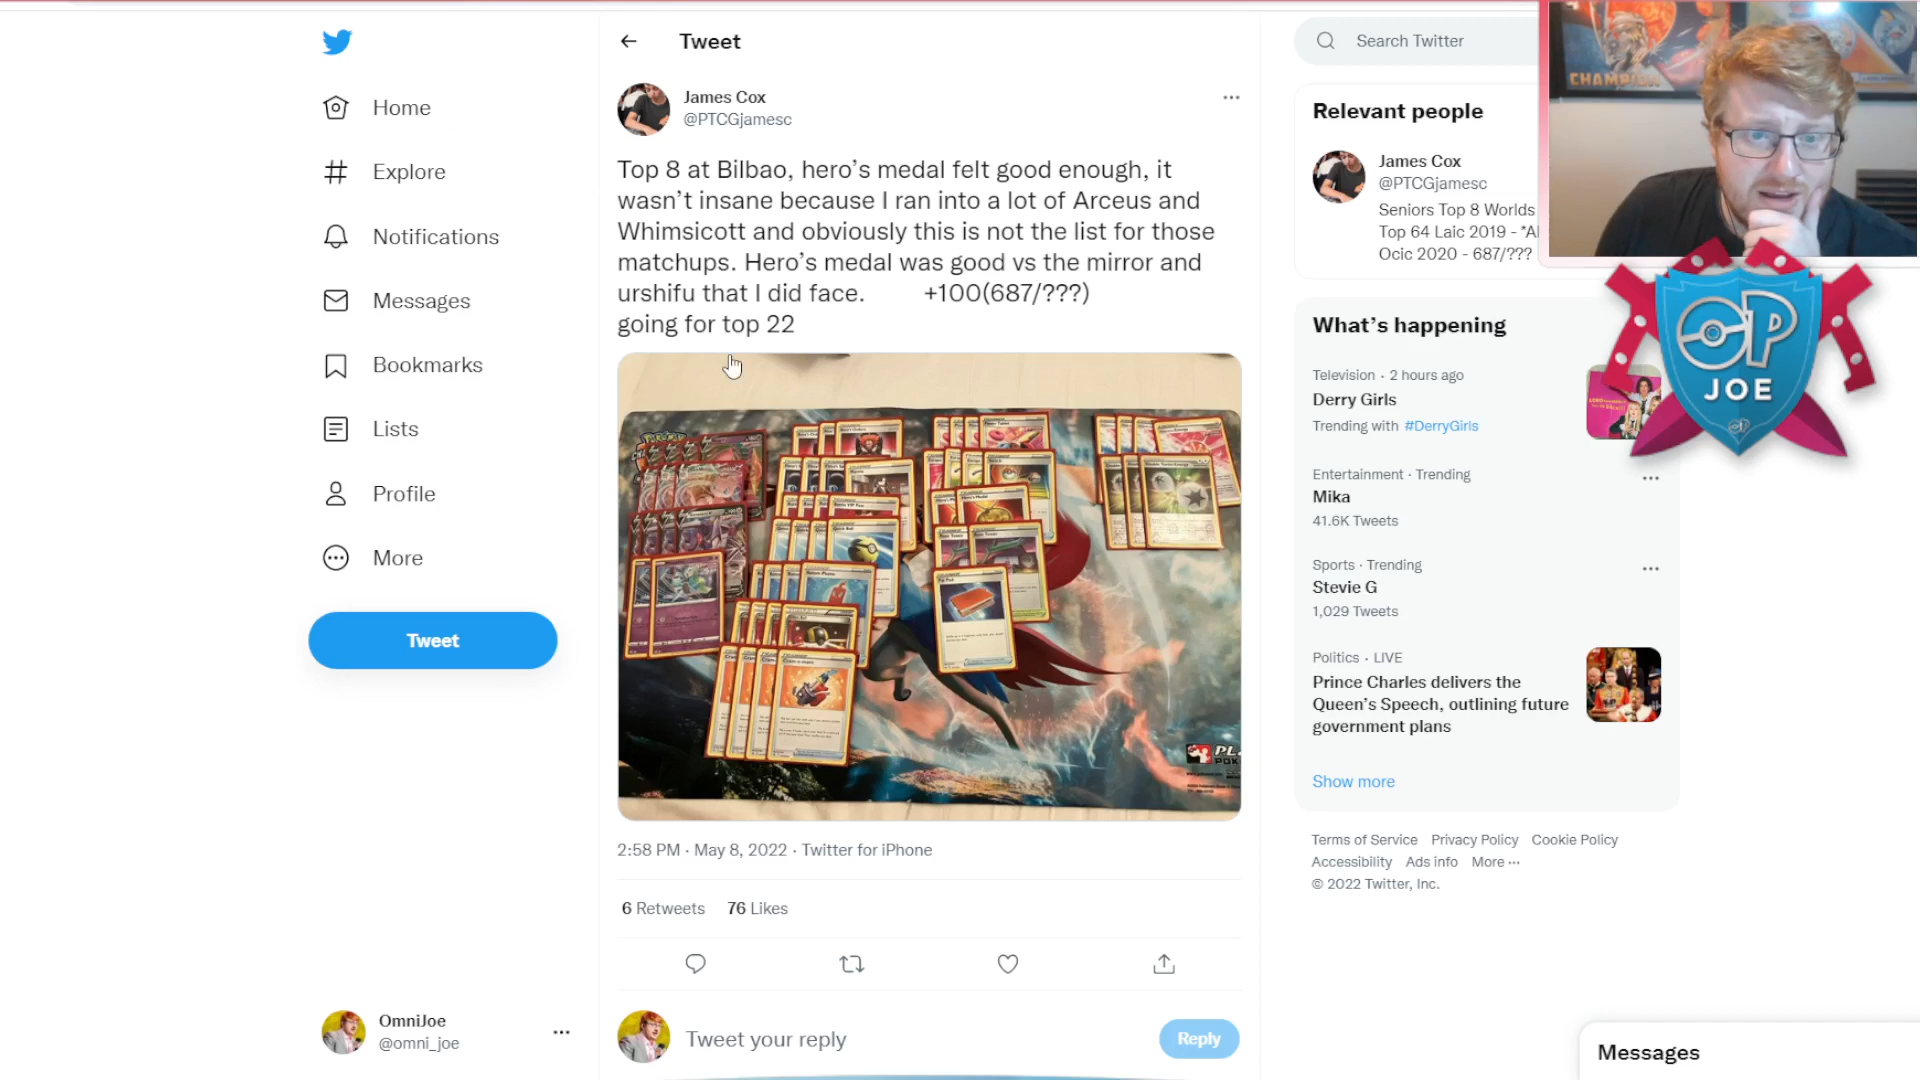 Tweet
James Cox
@PTCGjamesc
Top 8 at Bilbao, hero's medal felt good enough, it
wasn't insane because I ran into a lot of Arceus and
Whimsicott and obviously this is not the list for those
matchups. Hero's medal was good vs the mirror and
urshifu that I did face. +100(687/???)
going for top 22
2:58 PM · May 8, 2022 · Twitter for iPhone
6 Retweets 76 Likes
Tweet your reply
Reply
Home
Explore
Notifications
Messages
Bookmarks
Lists
Profile
More
Tweet
OmniJoe
@omni_joe
Search Twitter
Relevant people
James Cox
@PTCGjamesc
Seniors Top 8 Worlds
Top 64 Laic 2019 -
Ocic 2020 - 687/???
What's happening
Television · 2 hours ago
Derry Girls
Trending with #DerryGirls
Entertainment · Trending
Mika
41.6K Tweets
Sports · Trending
Stevie G
1,029 Tweets
Politics · LIVE
Prince Charles delivers the
Queen's Speech, outlining future
government plans
Show more
Terms of Service Privacy Policy Cookie Policy
Accessibility Ads info More ···
© 2022 Twitter, Inc.
Messages
CHAMPION
OP
JOE